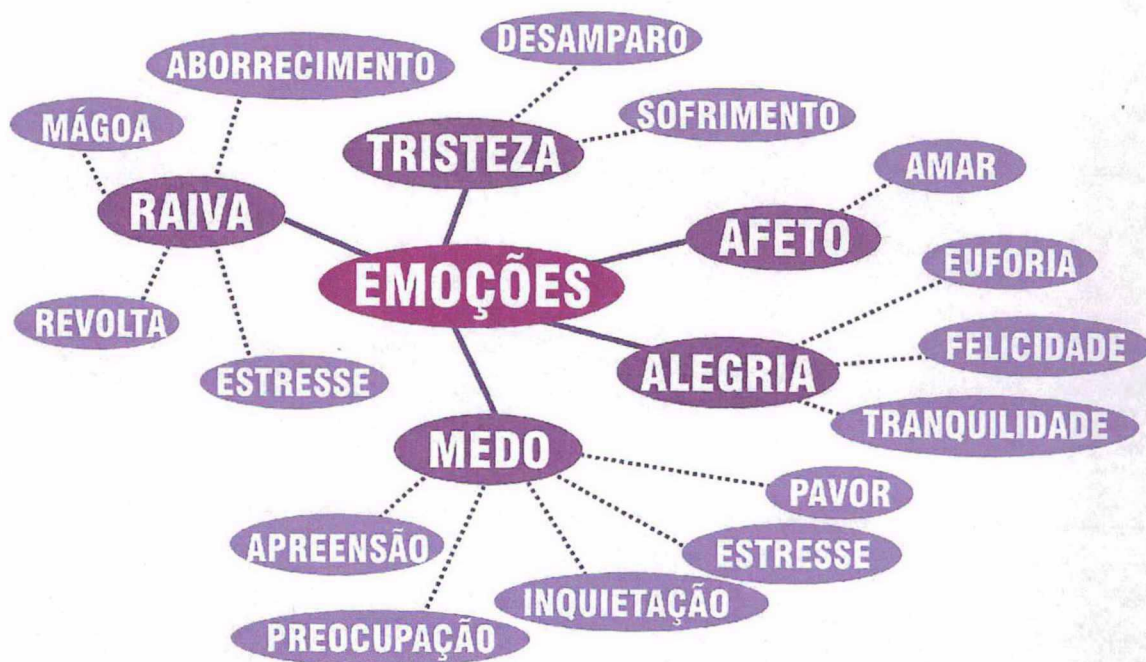 DESAMPARO
ABORRECIMENTO
MÁGOA
SOFRIMENTO
TRISTEZA
AMAR
RAIVA
AFETO
EUFORIA
EMOÇÕES
REVOLTA
FELICIDADE
ESTRESSE
ALEGRIA
TRANQUILIDADE
MEDO
PAVOR
APREENSÃO
ESTRESSE
INQUIETAÇÃO
PREOCUPAÇÃO